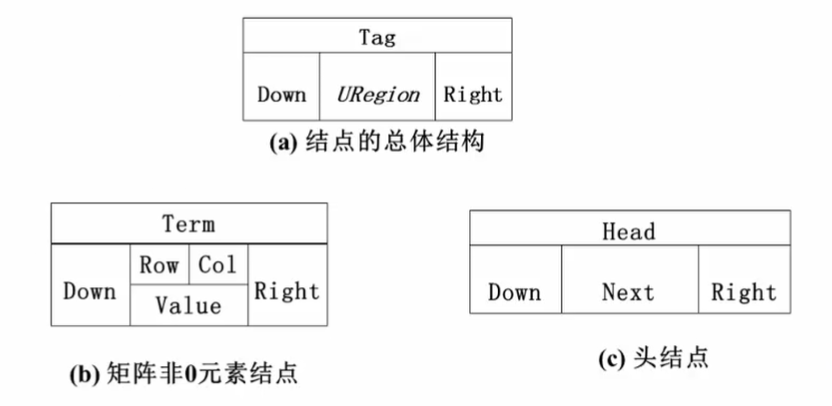 Tag
Down URegion Right
(a) 结点的总体结构
Term
Down Row Col Right
Value
(b) 矩阵非0元素结点
Head
Down Next Right
(c) 头结点